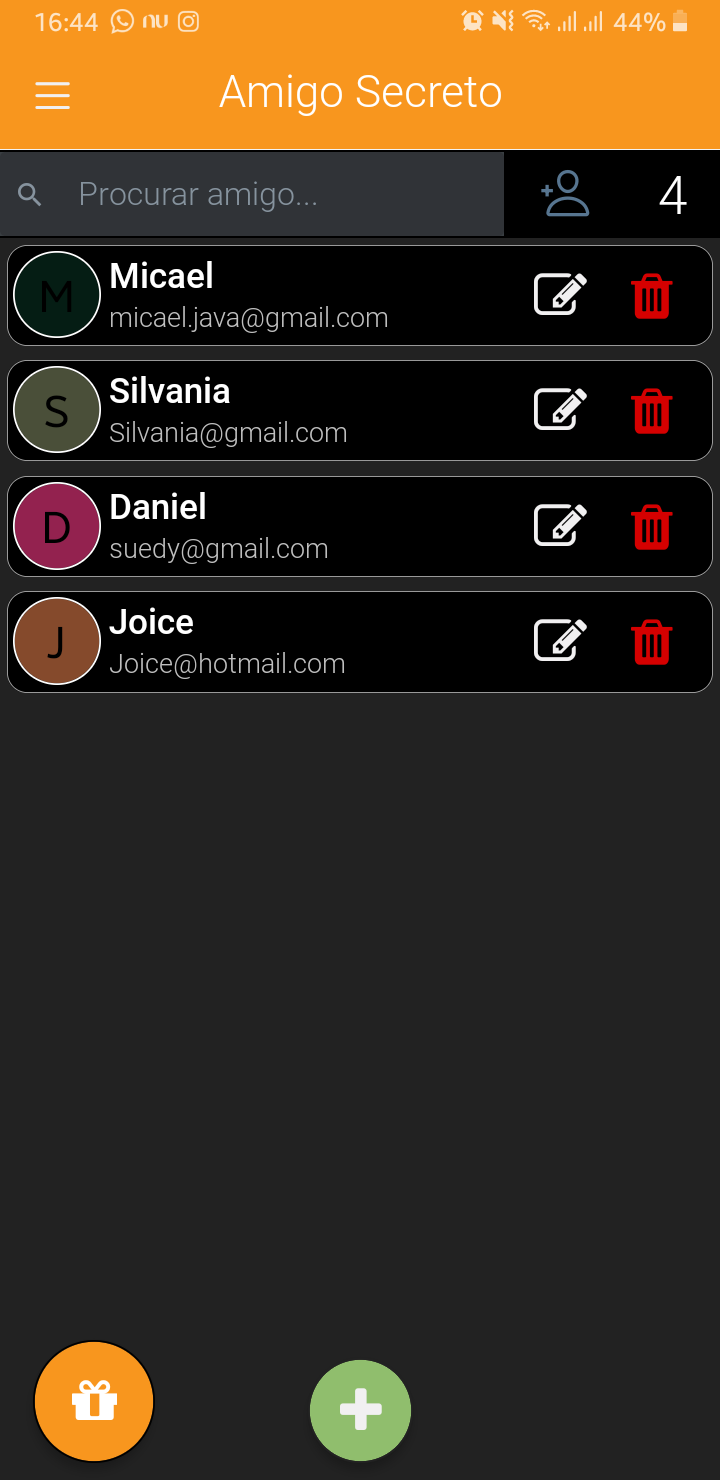 16:44 nu 44%
Amigo Secreto
Procurar amigo... 4
M Micael
micael.java@gmail.com
S Silvania
Silvania@gmail.com
D Daniel
suedy@gmail.com
J Joice
Joice@hotmail.com